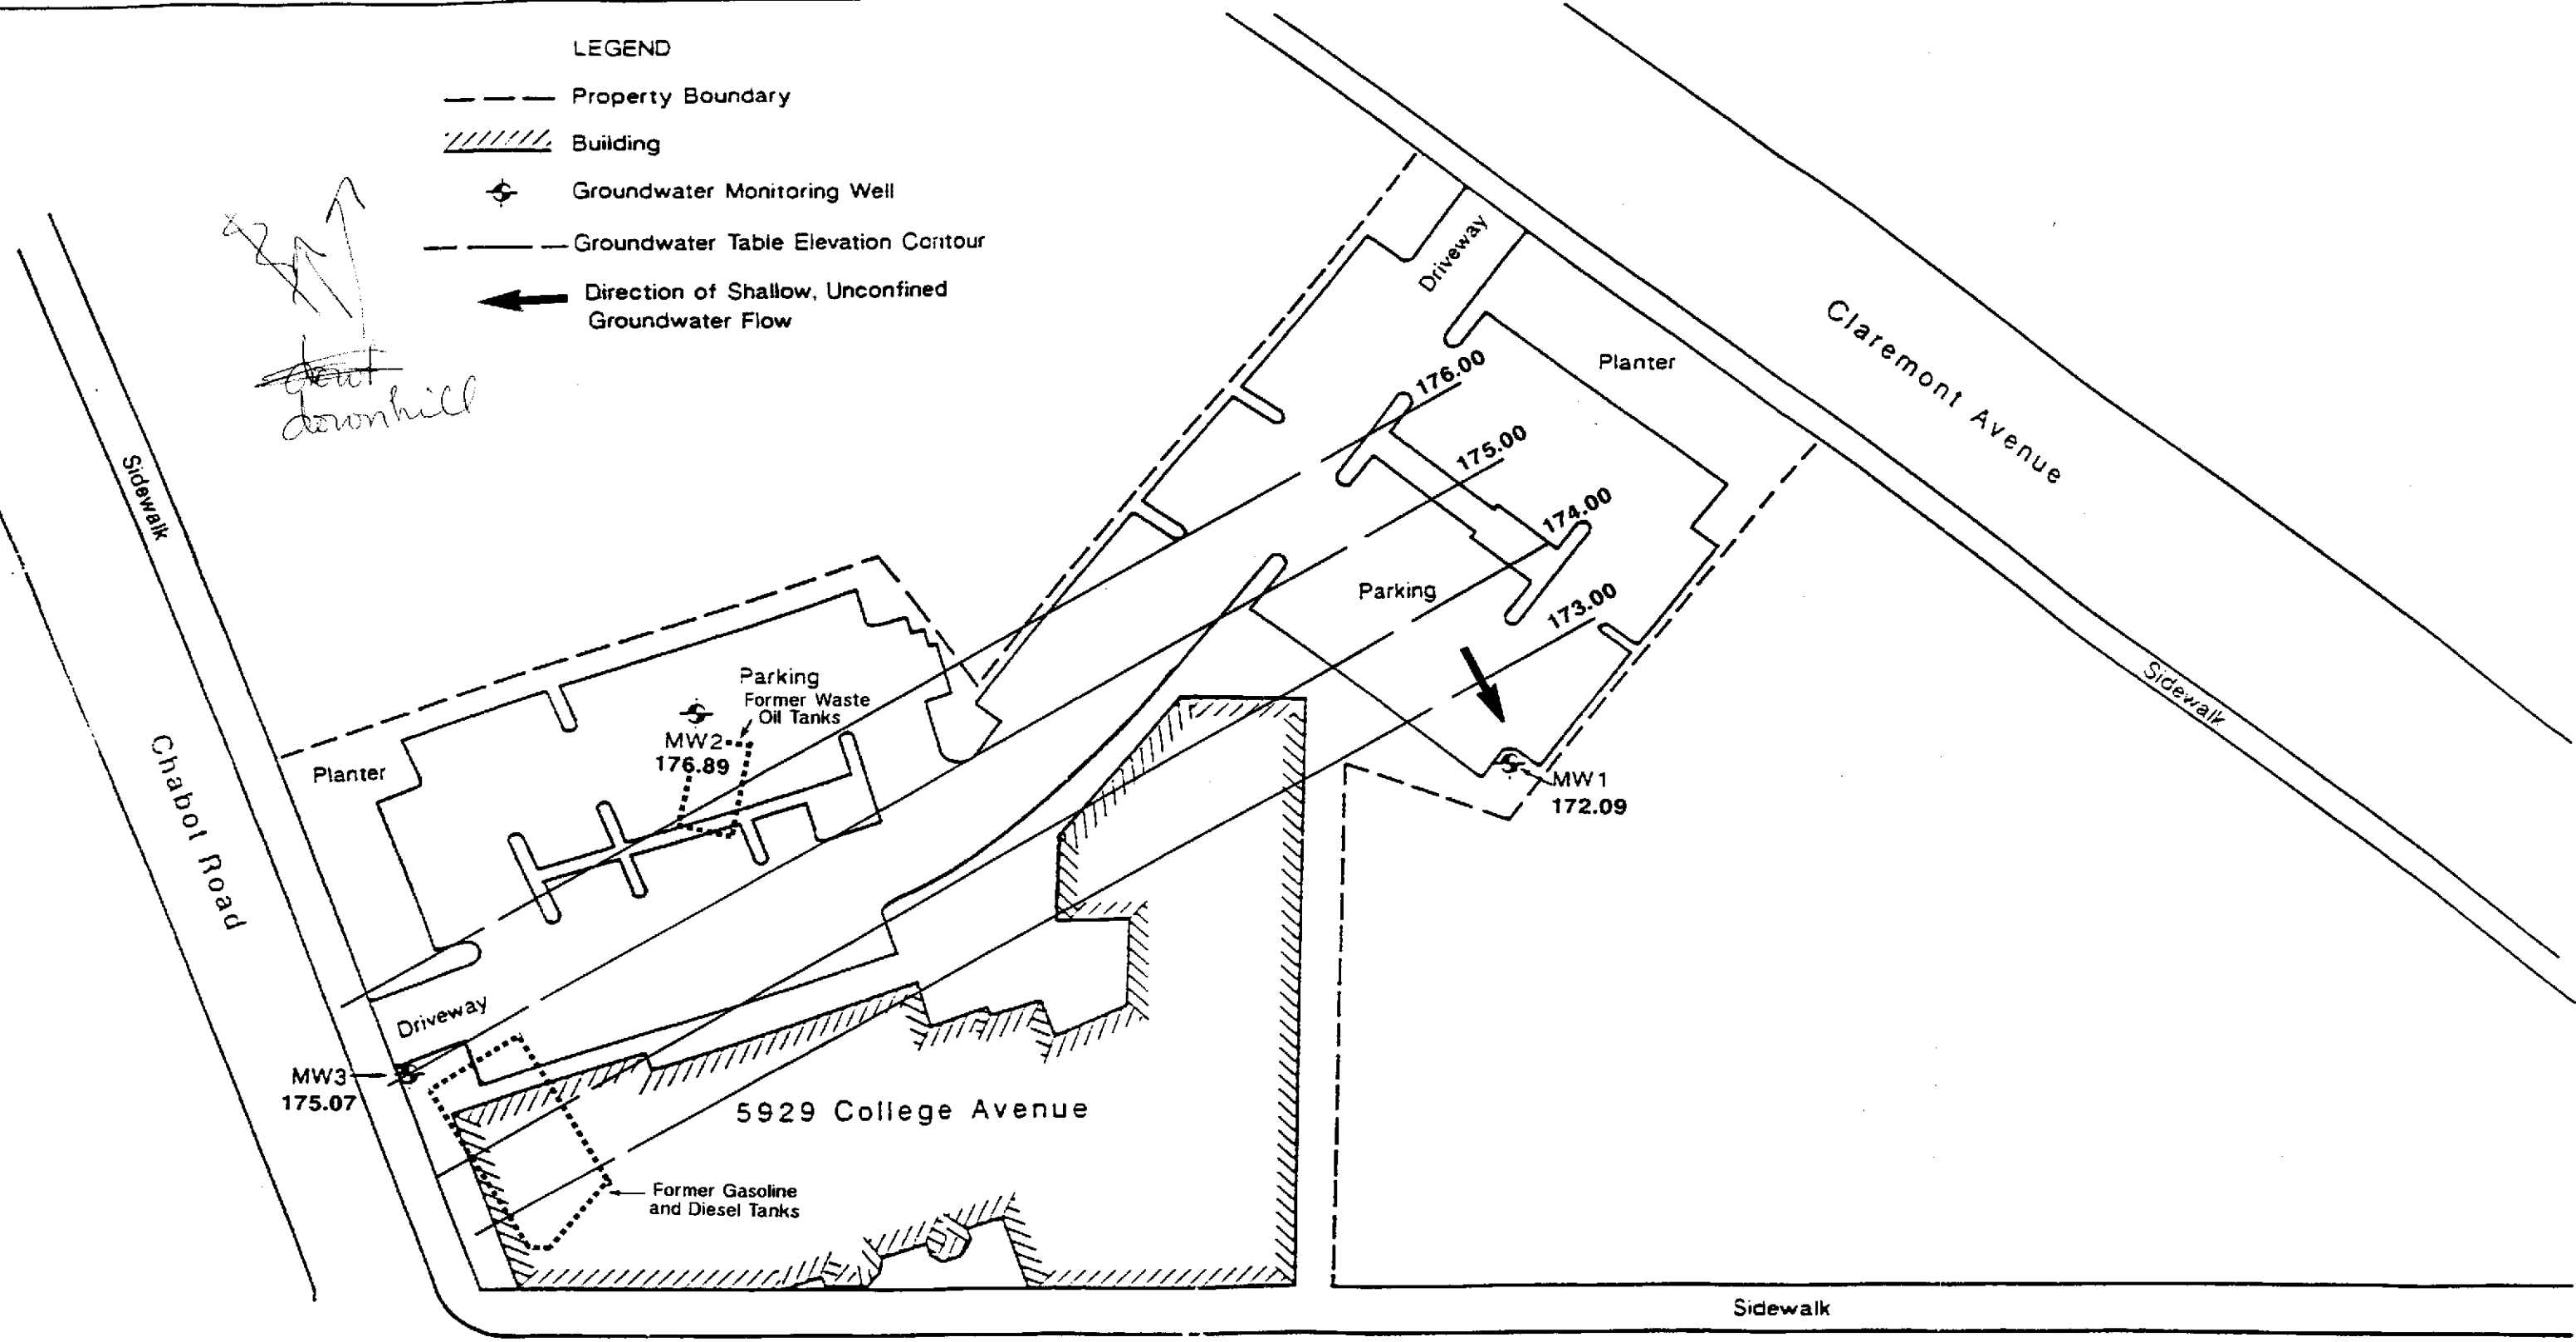 LEGEND
Property Boundary
Building
Groundwater Monitoring Well
Groundwater Table Elevation Contour
Direction of Shallow, Unconfined
Groundwater Flow
downhill
Sidewalk
Chabot Road
Driveway
Planter
Claremont Avenue
Sidewalk
176.00
175.00
174.00
173.00
Parking
MW1
172.09
Parking
Former Waste
Oil Tanks
MW2
176.89
Planter
Driveway
MW3
175.07
5929 College Avenue
Former Gasoline
and Diesel Tanks
Sidewalk